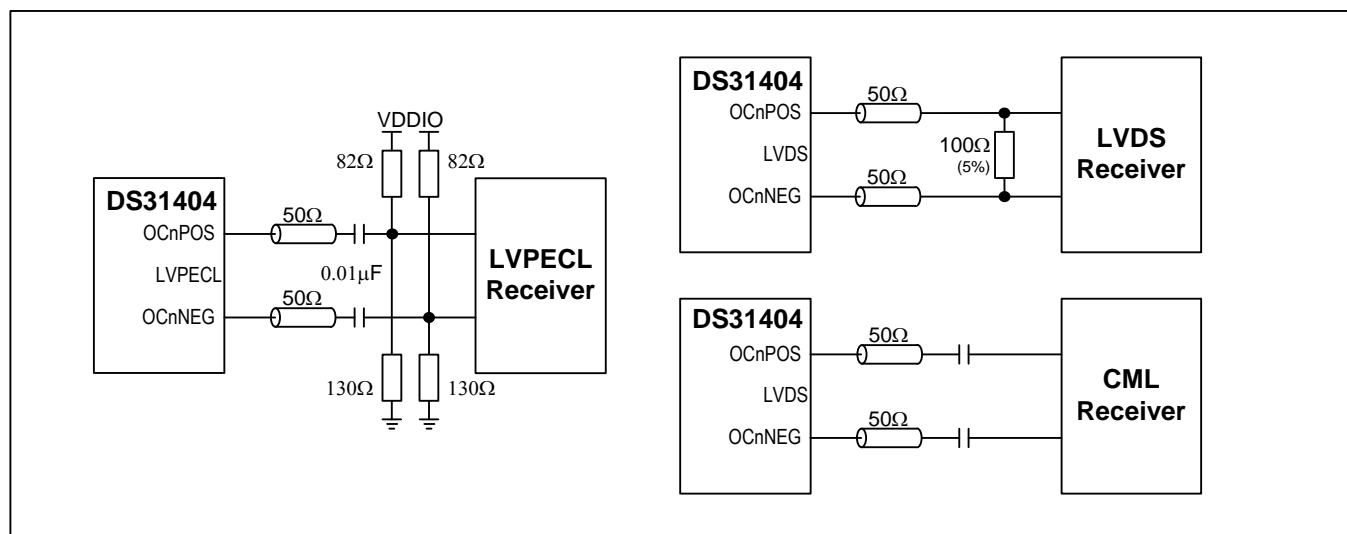 VDDIO
82Ω
82Ω
DS31404
OCnPOS
LVPECL
OCnNEG
50Ω
0.01μF
50Ω
LVPECL
Receiver
130Ω
130Ω
DS31404
OCnPOS
LVDS
OCnNEG
50Ω
50Ω
100Ω
(5%)
LVDS
Receiver
DS31404
OCnPOS
LVDS
OCnNEG
50Ω
50Ω
CML
Receiver